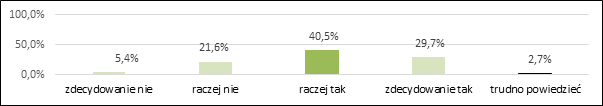 100,0%
50,0%
0,0%
5,4%
21,6%
40,5%
29,7%
2,7%
zdecydowanie nie
raczej nie
raczej tak
zdecydowanie tak
trudno powiedzieć